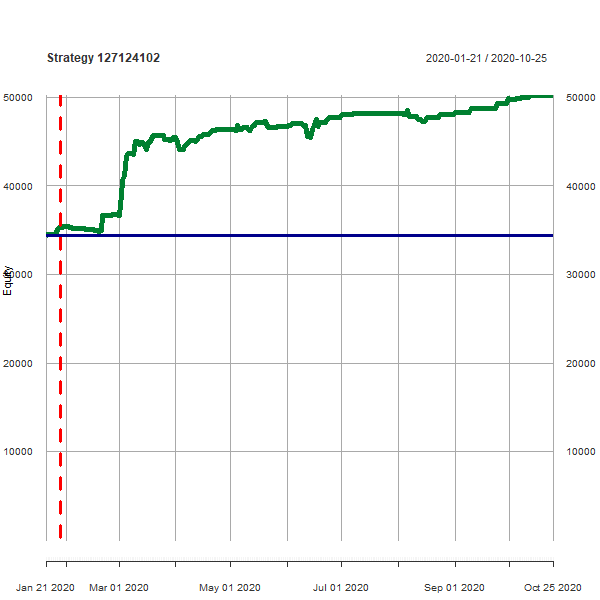 Strategy 127124102
2020-01-21 / 2020-10-25
50000
50000
40000
40000
30000
30000
Equity
20000
20000
10000
10000
Jan 21 2020
Mar 01 2020
May 01 2020
Jul 01 2020
Sep 01 2020
Oct 25 2020